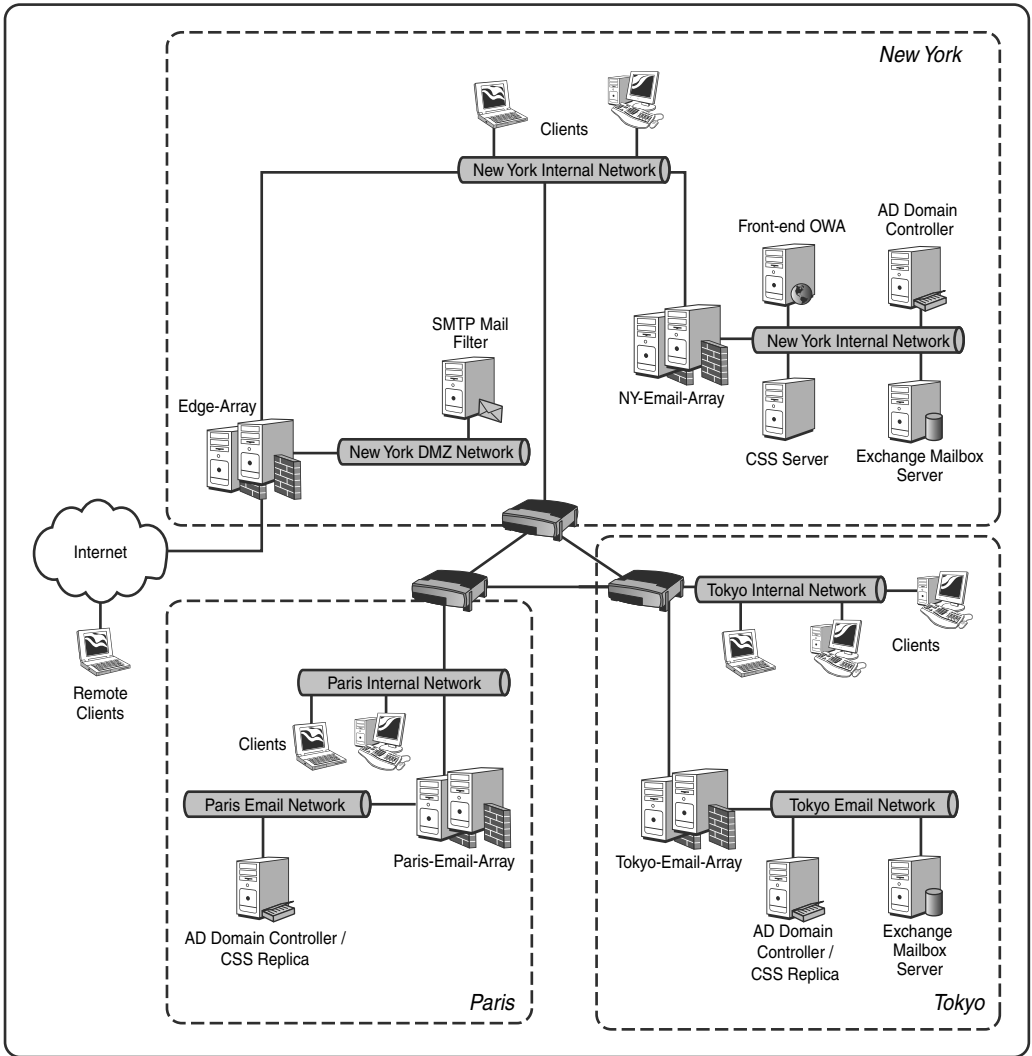 New York
Clients
New York Internal Network
Front-end OWA
AD Domain
Controller
SMTP Mail
Filter
New York Internal Network
NY-Email-Array
Edge-Array
New York DMZ Network
CSS Server
Exchange Mailbox
Server
Internet
Remote
Clients
Tokyo Internal Network
Clients
Paris Internal Network
Clients
Paris Email Network
Paris-Email-Array
AD Domain Controller /
CSS Replica
Paris
Tokyo Email Network
Tokyo-Email-Array
AD Domain
Controller /
CSS Replica
Exchange
Mailbox
Server
Tokyo